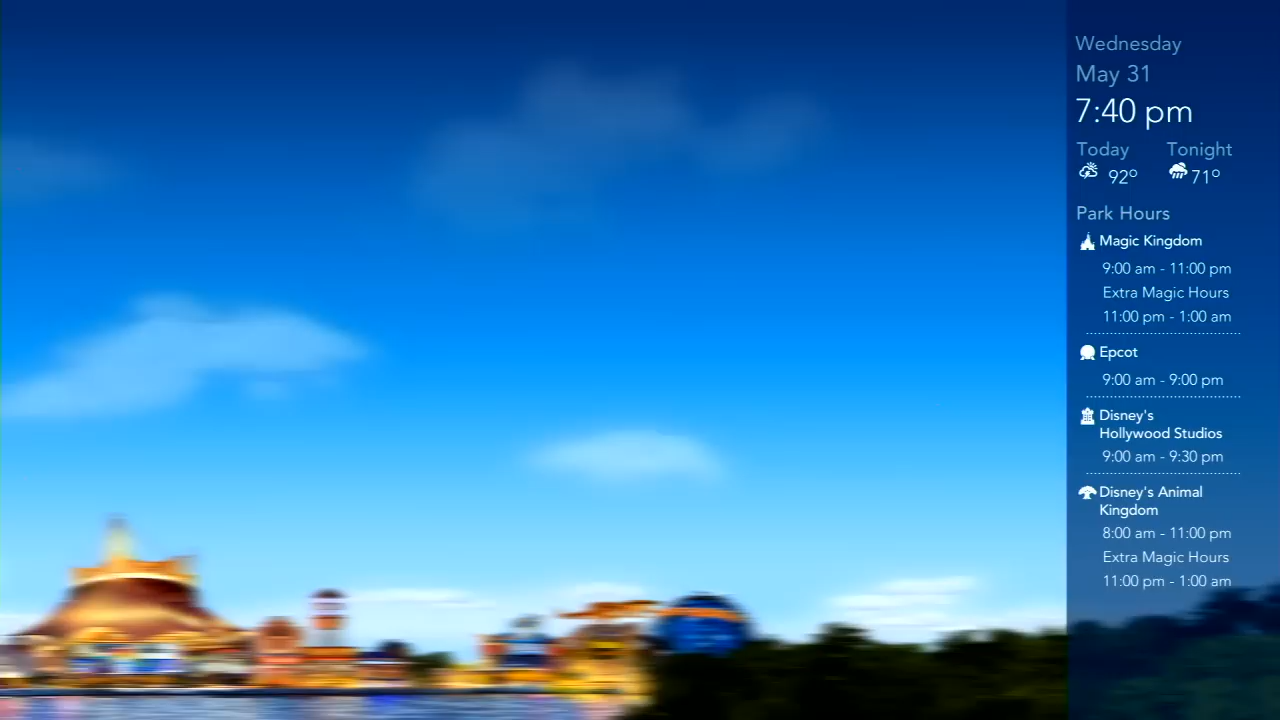 Wednesday
May 31
7:40 pm
Today Tonight
92° 71°
Park Hours
Magic Kingdom
9:00 am - 11:00 pm
Extra Magic Hours
11:00 pm - 1:00 am
Epcot
9:00 am - 9:00 pm
Disney's
Hollywood Studios
9:00 am - 9:30 pm
Disney's Animal
Kingdom
8:00 am - 11:00 pm
Extra Magic Hours
11:00 pm - 1:00 am